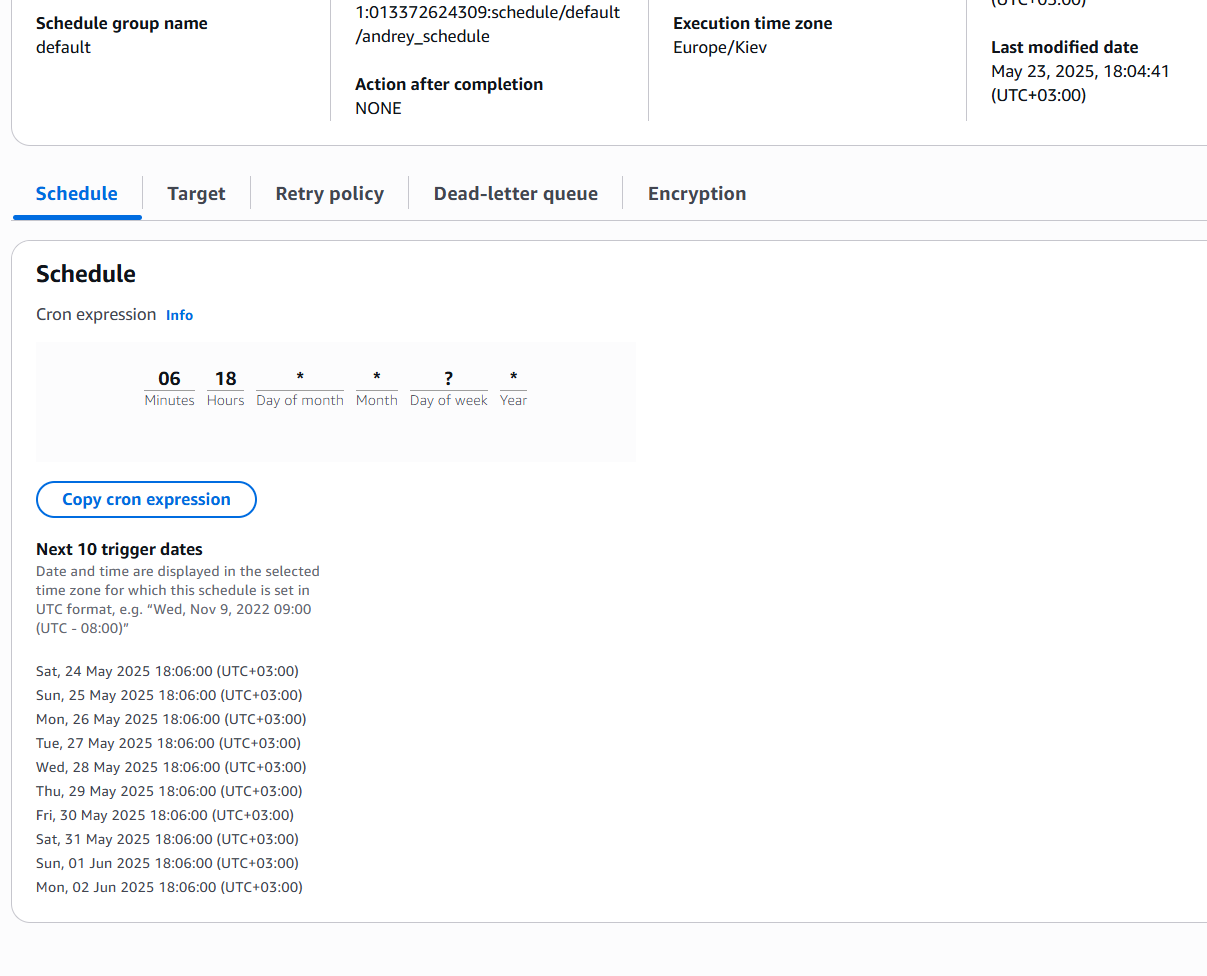 Schedule group name
default
1:013372624309:schedule/default
/andrey_schedule
Action after completion
NONE
Execution time zone
Europe/Kiev
(UTC+03:00)
Last modified date
May 23, 2025, 18:04:41
(UTC+03:00)
Schedule
Target
Retry policy
Dead-letter queue
Encryption
Schedule
Cron expression Info
06 18 * * ? *
Minutes Hours Day of month Month Day of week Year
Copy cron expression
Next 10 trigger dates
Date and time are displayed in the selected
time zone for which this schedule is set in
UTC format, e.g. “Wed, Nov 9, 2022 09:00
(UTC - 08:00)”
Sat, 24 May 2025 18:06:00 (UTC+03:00)
Sun, 25 May 2025 18:06:00 (UTC+03:00)
Mon, 26 May 2025 18:06:00 (UTC+03:00)
Tue, 27 May 2025 18:06:00 (UTC+03:00)
Wed, 28 May 2025 18:06:00 (UTC+03:00)
Thu, 29 May 2025 18:06:00 (UTC+03:00)
Fri, 30 May 2025 18:06:00 (UTC+03:00)
Sat, 31 May 2025 18:06:00 (UTC+03:00)
Sun, 01 Jun 2025 18:06:00 (UTC+03:00)
Mon, 02 Jun 2025 18:06:00 (UTC+03:00)